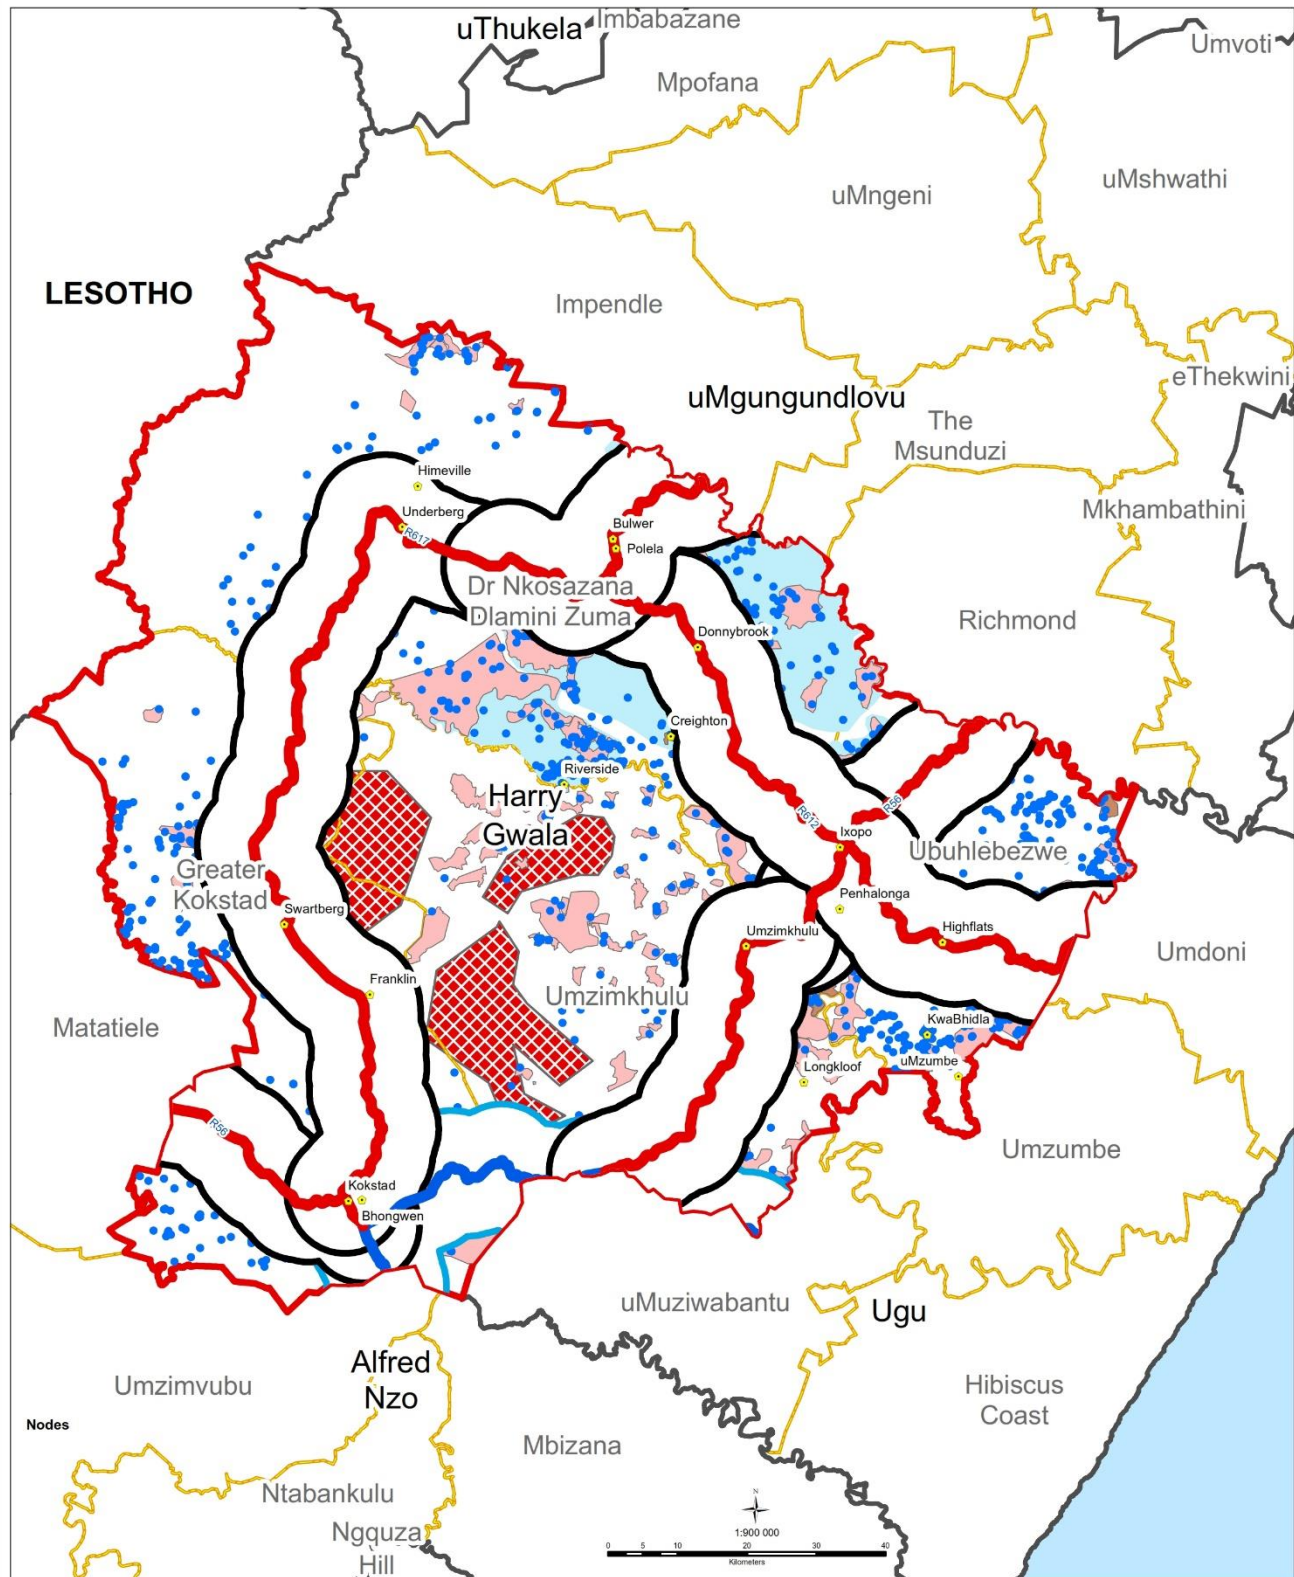 uThukela
Imbabazane
Umvoti
Mpofana
uMshwathi
uMngeni
LESOTHO
Impendle
eThekwini
uMgungundlovu
The
Msunduzi
Himeville
Mkhambathini
Underberg
R617
Bulwer
Polela
Dr Nkosazana
Dlamini Zuma
Richmond
Donnybrook
Creighton
Riverside
Harry
Gwala
R612
R56
Ixopo
Ubuhlebezwe
Greater
Kokstad
Penhalonga
Swartberg
Highflats
Umzimkhulu
Umdoni
Franklin
Umzimkhulu
Matatiele
KwaBhidla
uMzumbe
Longkloof
R56
Umzumbe
Kokstad
Bhongwen
uMuziwabantu
Ugu
Alfred
Nzo
Umzimvubu
Hibiscus
Coast
Nodes
Mbizana
Ntabankulu
N
Ngquza
Hill
1:900 000
0 5 10 20 30 40
Kilometers